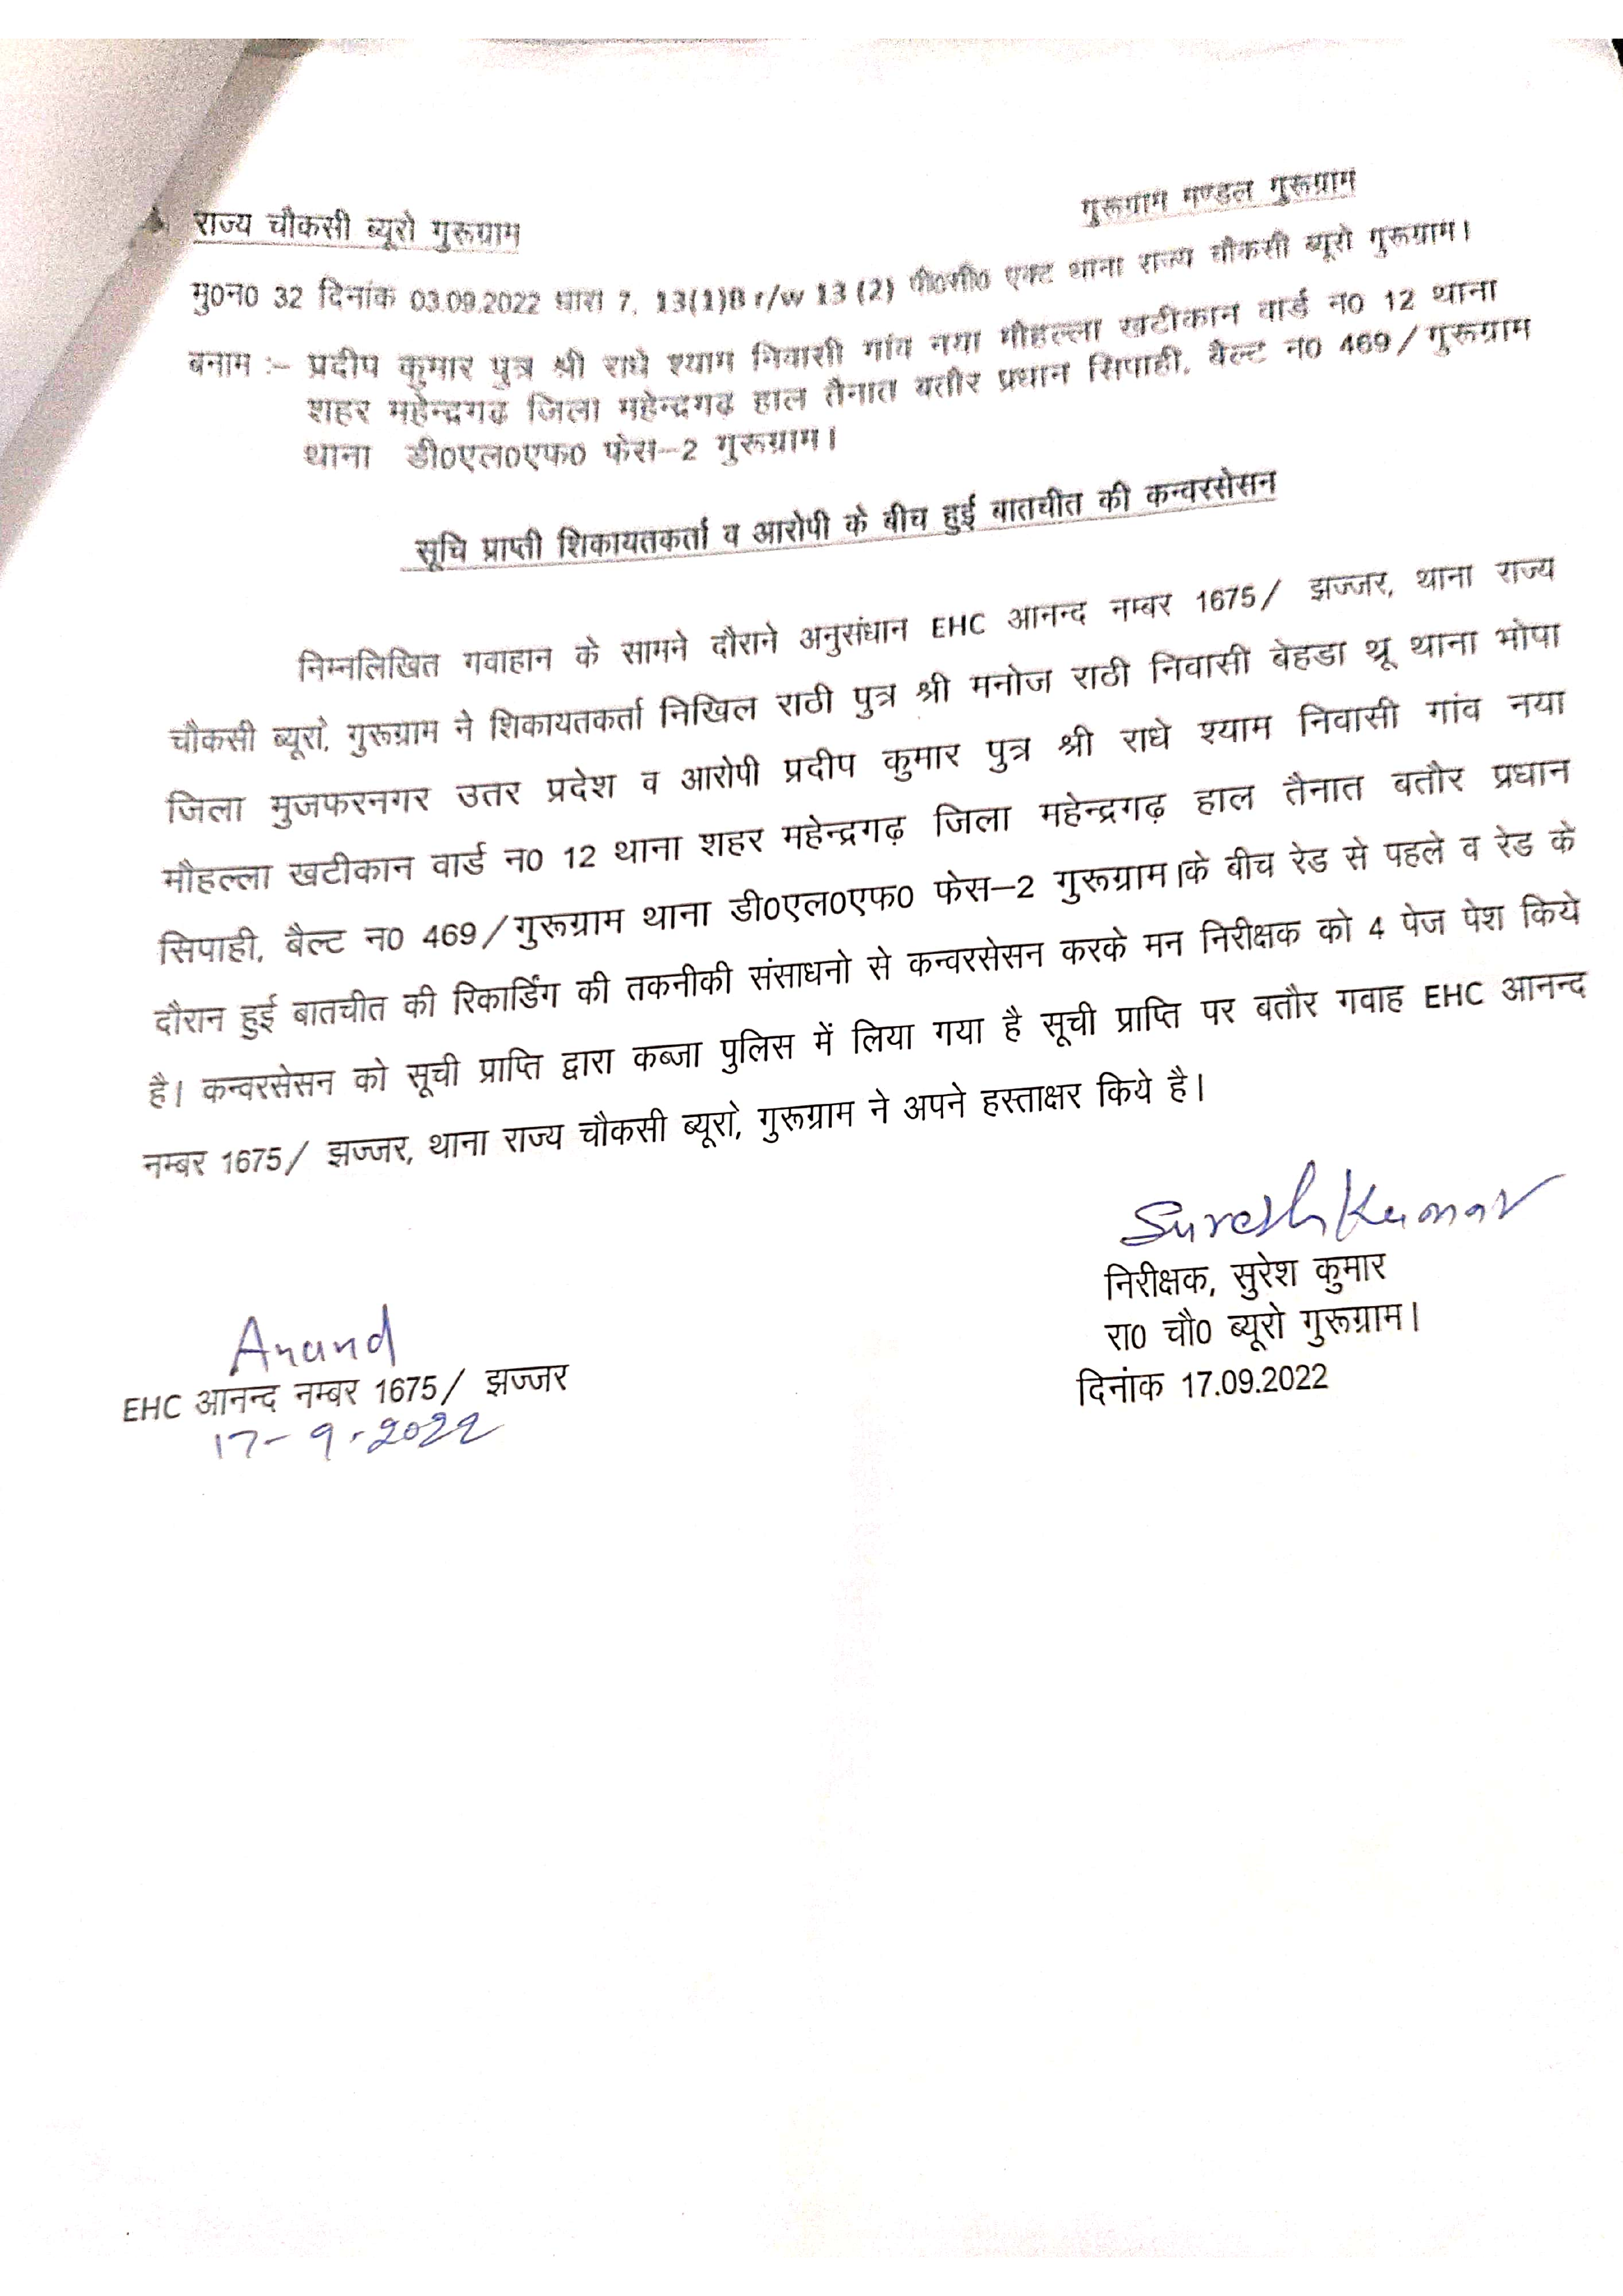 राज्य चौकसी ब्यूरो गुरूग्राम
गुरूग्राम मण्डल गुरूग्राम
मु0न0 32 दिनांक 03.09.2022 धारा 7, 13(1)B r/w 13 (2) पी0सी0 एक्ट थाना राज्य चौकसी ब्यूरो गुरूग्राम।
बनाम :– प्रदीप कुमार पुत्र श्री राधे श्याम निवासी गांव नया मौहल्ला खटीकान वार्ड न0 12 थाना
शहर महेन्द्रगढ़ जिला महेन्द्रगढ़ हाल तैनात बतौर प्रधान सिपाही, बैल्ट न0 469/गुरूग्राम
थाना डी0एल0एफ0 फेस–2 गुरूग्राम।
सूचि प्राप्ती शिकायतकर्ता व आरोपी के बीच हुई बातचीत की कन्वरसेसन
निम्नलिखित गवाहान के सामने दौराने अनुसंधान EHC आनन्द नम्बर 1675/ झज्जर, थाना राज्य
चौकसी ब्यूरो, गुरूग्राम ने शिकायतकर्ता निखिल राठी पुत्र श्री मनोज राठी निवासी बेहडा थ्रू थाना भोपा
जिला मुजफरनगर उतर प्रदेश व आरोपी प्रदीप कुमार पुत्र श्री राधे श्याम निवासी गांव नया
मौहल्ला खटीकान वार्ड न0 12 थाना शहर महेन्द्रगढ़ जिला महेन्द्रगढ़ हाल तैनात बतौर प्रधान
सिपाही, बैल्ट न0 469/गुरूग्राम थाना डी0एल0एफ0 फेस–2 गुरूग्राम।के बीच रेड से पहले व रेड के
दौरान हुई बातचीत की रिकार्डिंग की तकनीकी संसाधनो से कन्वरसेसन करके मन निरीक्षक को 4 पेज पेश किये
है। कन्वरसेसन को सूची प्राप्ति द्वारा कब्जा पुलिस में लिया गया है सूची प्राप्ति पर बतौर गवाह EHC आनन्द
नम्बर 1675/ झज्जर, थाना राज्य चौकसी ब्यूरो, गुरूग्राम ने अपने हस्ताक्षर किये है।
Suresh Kumar
निरीक्षक, सुरेश कुमार
रा0 चौ0 ब्यूरो गुरूग्राम।
दिनांक 17.09.2022
Anand
EHC आनन्द नम्बर 1675/ झज्जर
17-9-2022